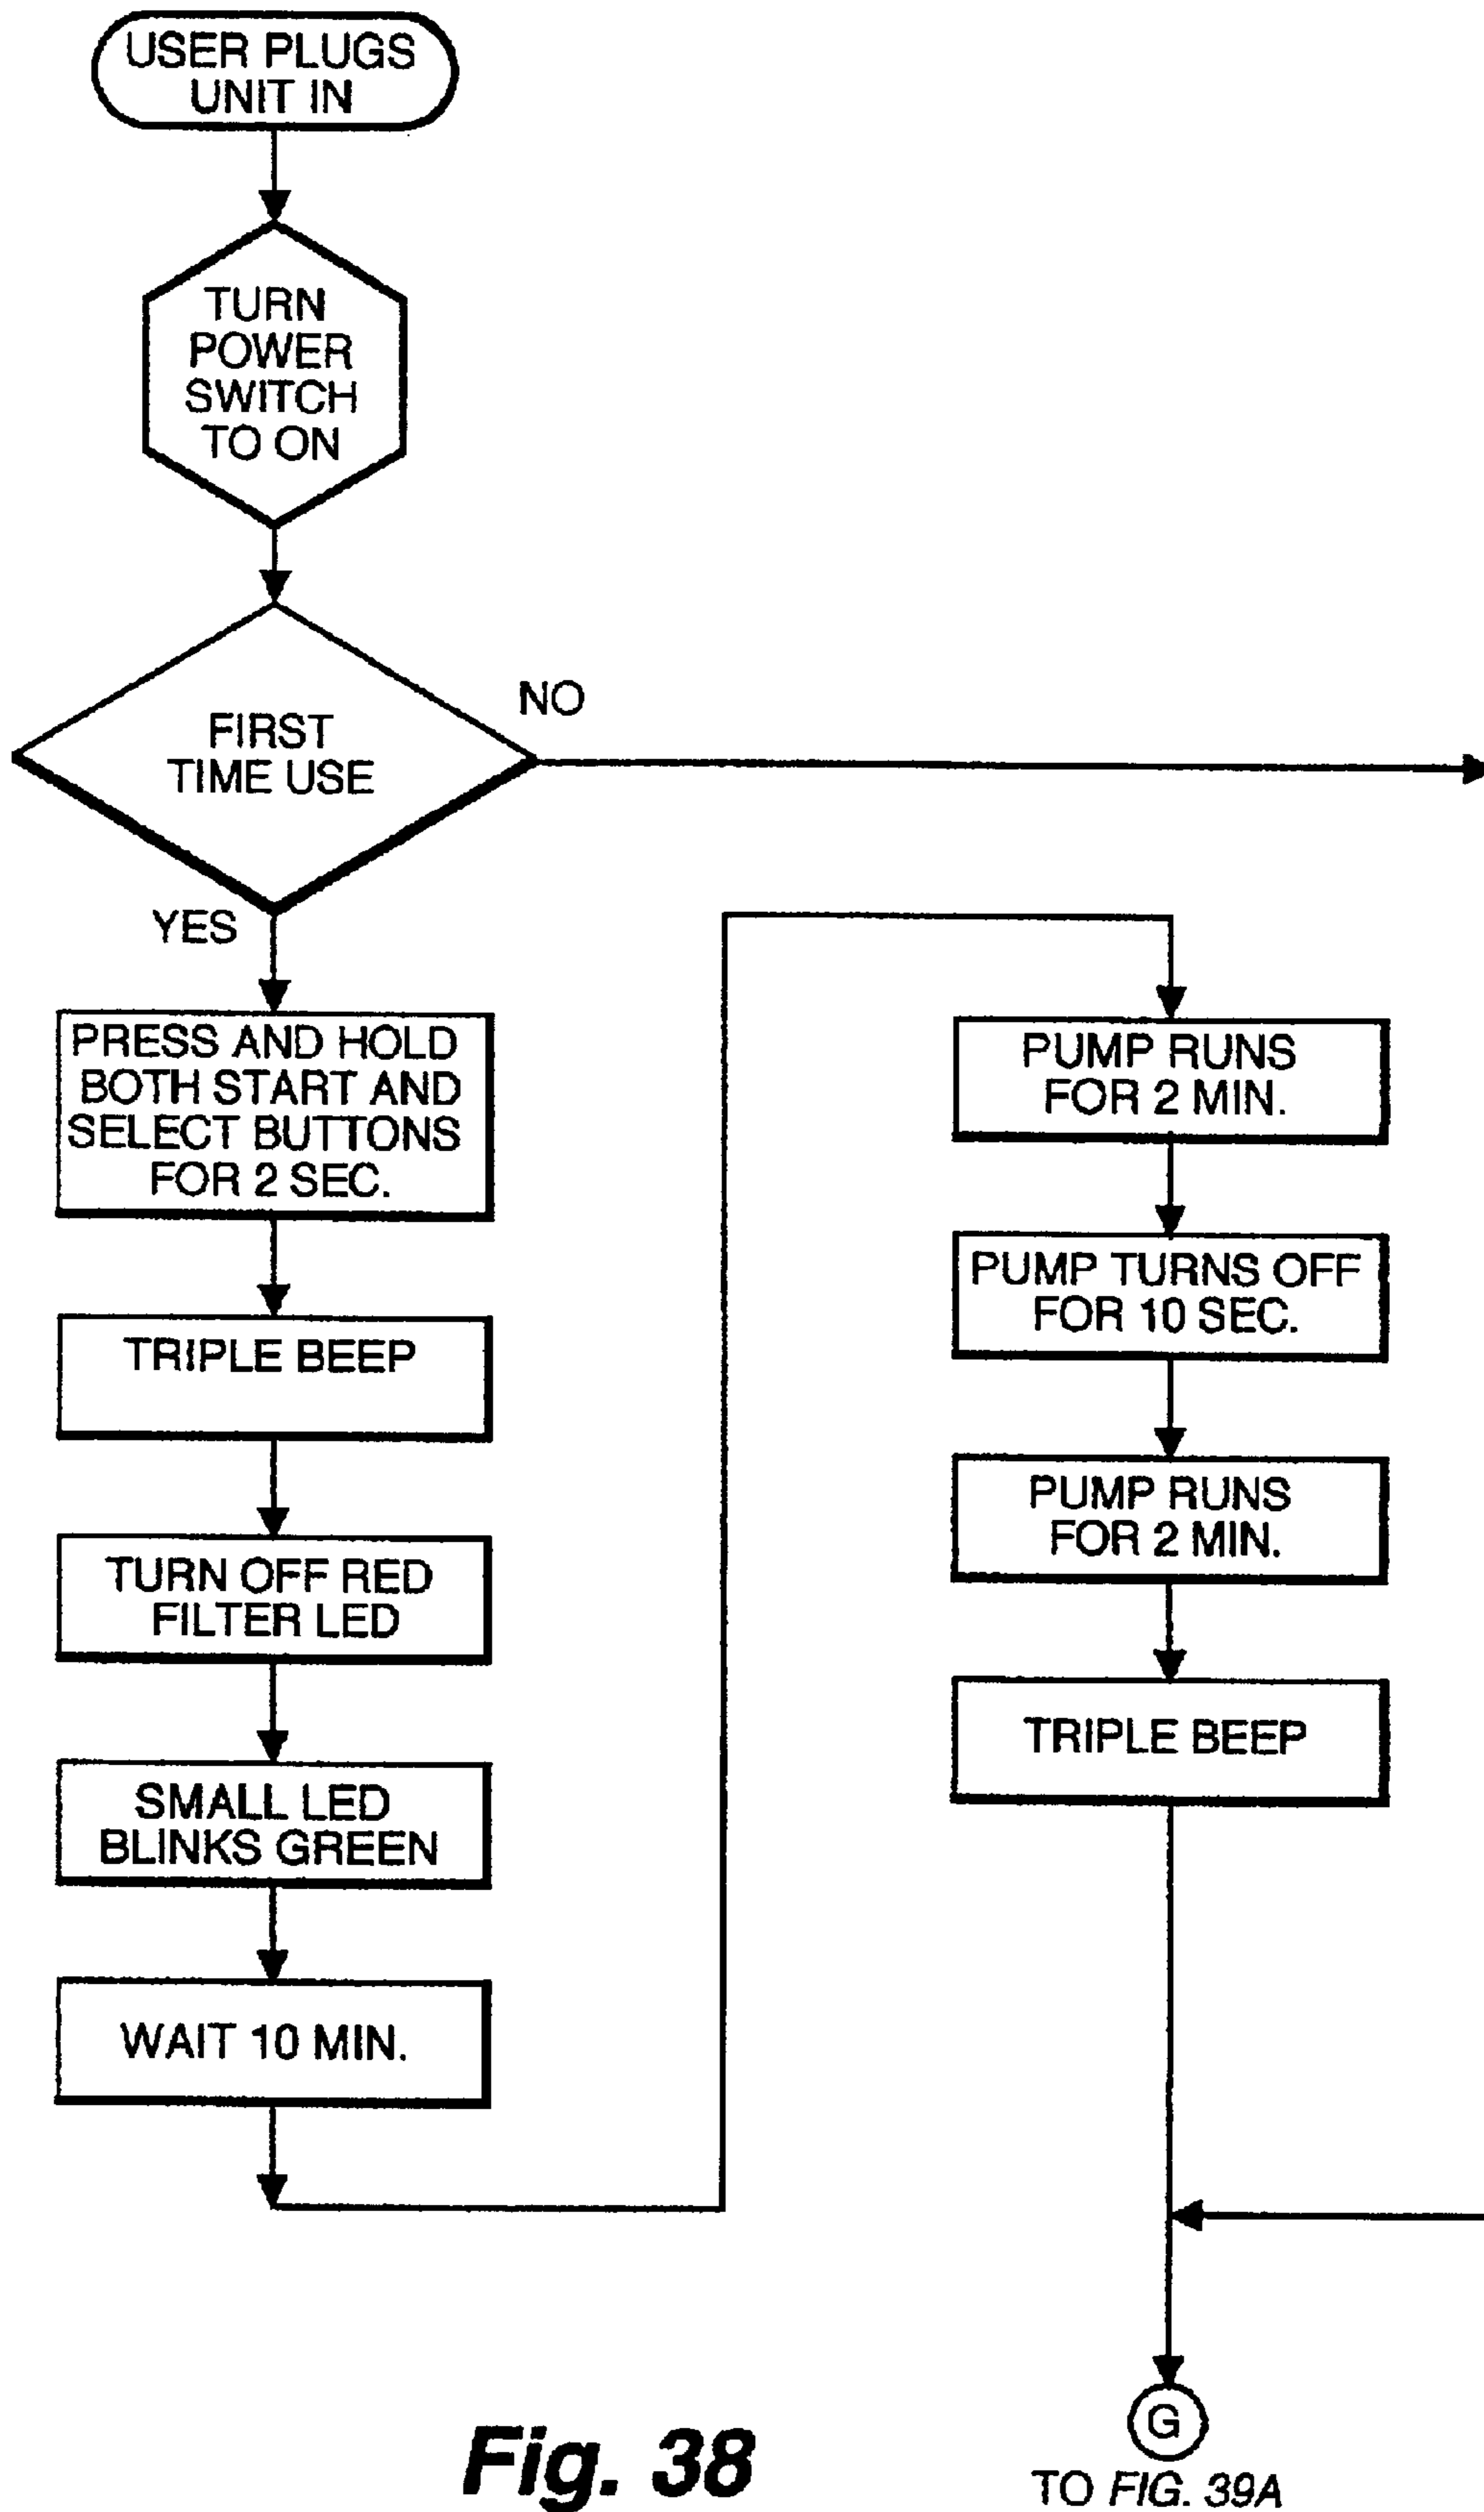 USER PLUGS
UNIT IN
TURN
POWER
SWITCH
TO ON
FIRST
TIME USE
NO
YES
PRESS AND HOLD
BOTH START AND
SELECT BUTTONS
FOR 2 SEC.
TRIPLE BEEP
TURN OFF RED
FILTER LED
SMALL LED
BLINKS GREEN
WAIT 10 MIN.
PUMP RUNS
FOR 2 MIN.
PUMP TURNS OFF
FOR 10 SEC.
PUMP RUNS
FOR 2 MIN.
TRIPLE BEEP
G
TO FIG. 39A
Fig. 38